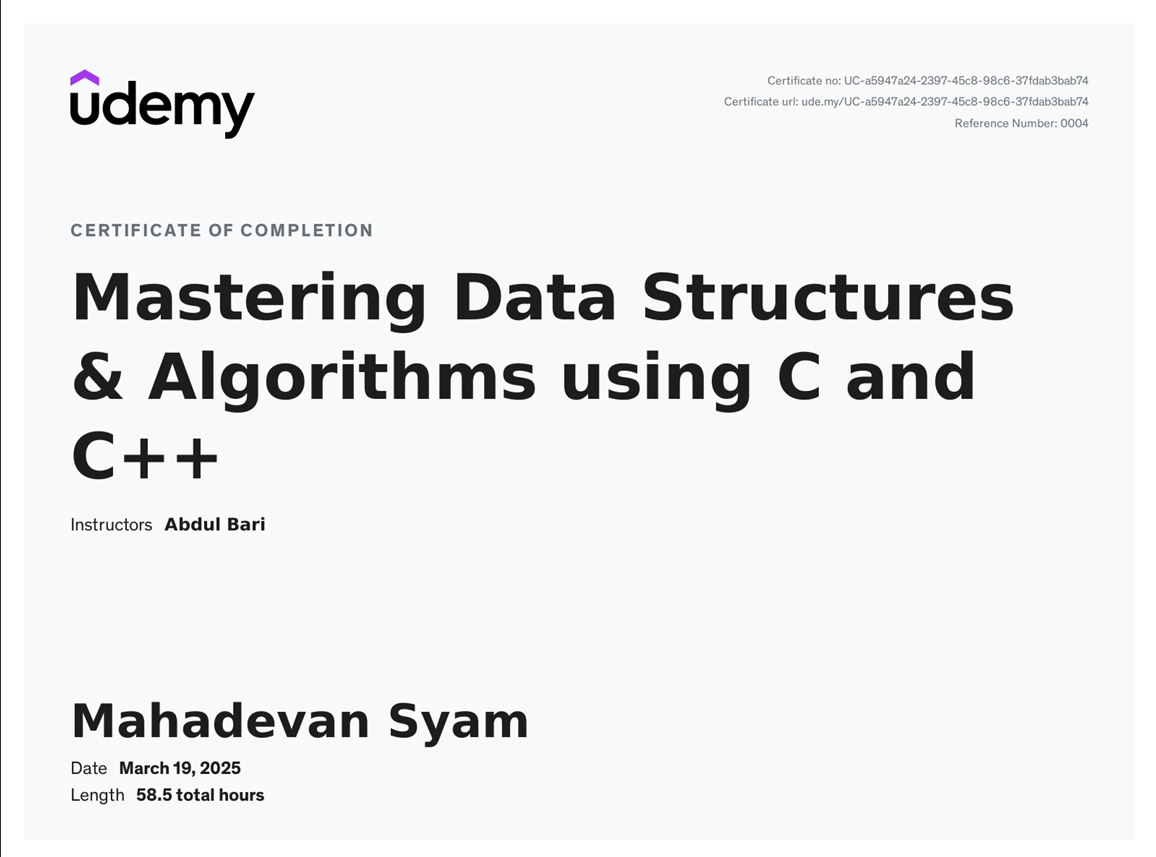 udemy
Certificate no: UC-a5947a24-2397-45c8-98c6-37fdab3bab74
Certificate url: ude.my/UC-a5947a24-2397-45c8-98c6-37fdab3bab74
Reference Number: 0004
CERTIFICATE OF COMPLETION
Mastering Data Structures
& Algorithms using C and
C++
Instructors Abdul Bari
Mahadevan Syam
Date March 19, 2025
Length 58.5 total hours